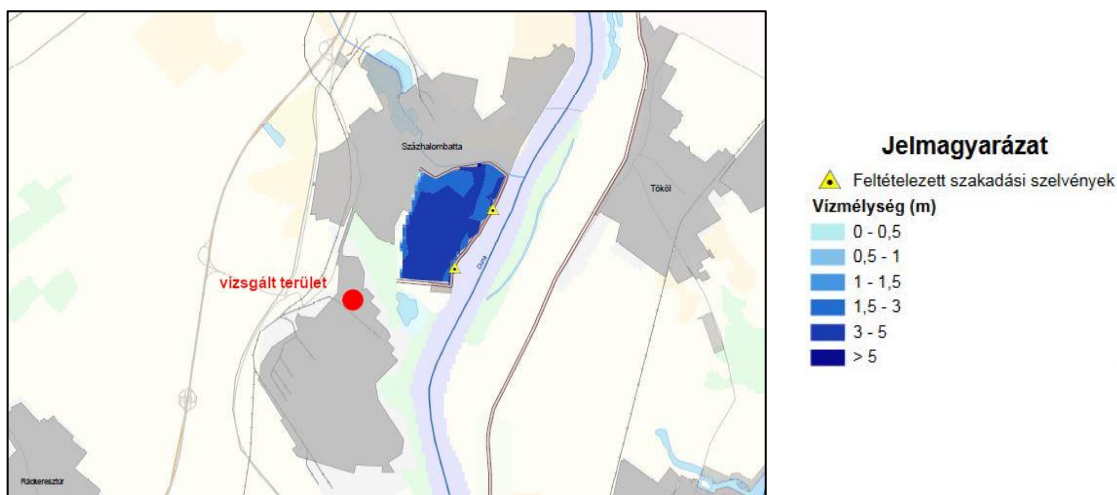 Százhalombatta
Tököl
Duna
vizsgált terület
Ráckeresztúr
Jelmagyarázat
Feltételezett szakadási szelvények
Vízmélység (m)
0 - 0,5
0,5 - 1
1 - 1,5
1,5 - 3
3 - 5
> 5